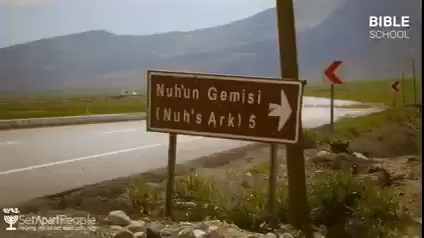 BIBLE
SCHOOL
Nuh'un Gemisi
(Nuh's Ark) 5
SetApartPeople